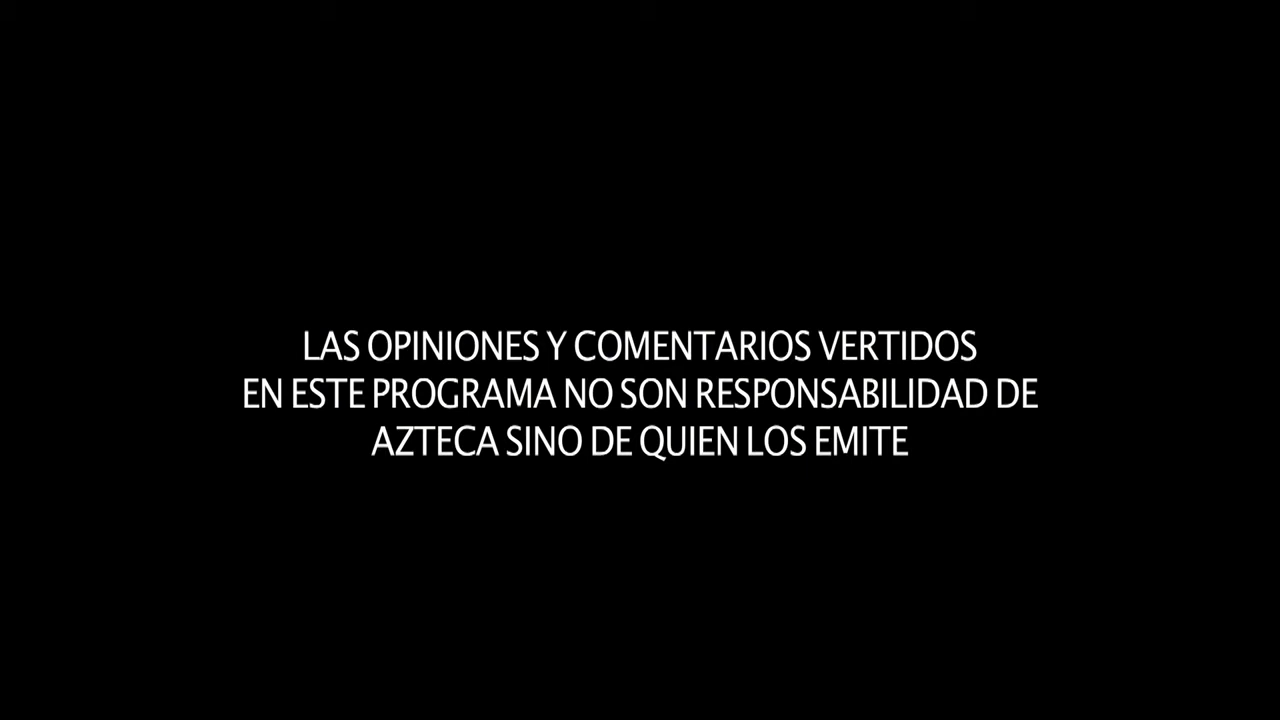 LAS OPINIONES Y COMENTARIOS VERTIDOS
EN ESTE PROGRAMA NO SON RESPONSABILIDAD DE
AZTECA SINO DE QUIEN LOS EMITE